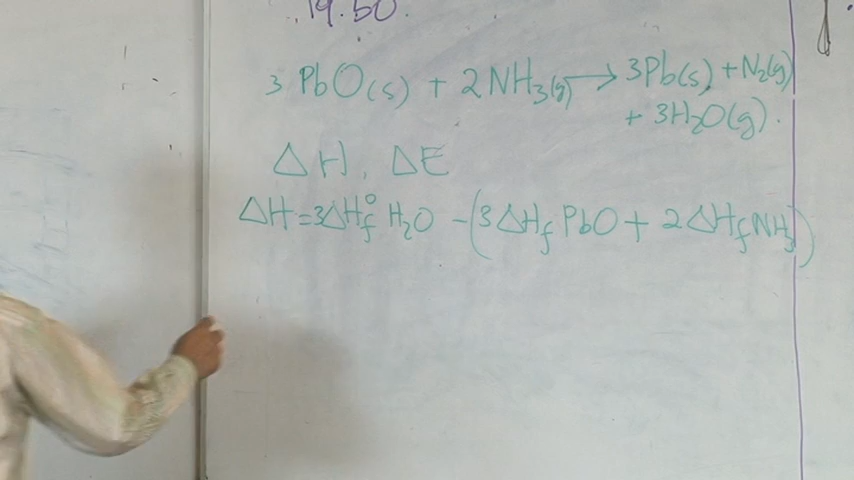 19.50.
3 PbO(s) + 2NH₃(g) → 3Pb(s) + N₂(g)
+ 3H₂O(g).
ΔH, ΔE
ΔH = 3ΔH°f H₂O - (3ΔHf PbO + 2ΔHf NH₃)